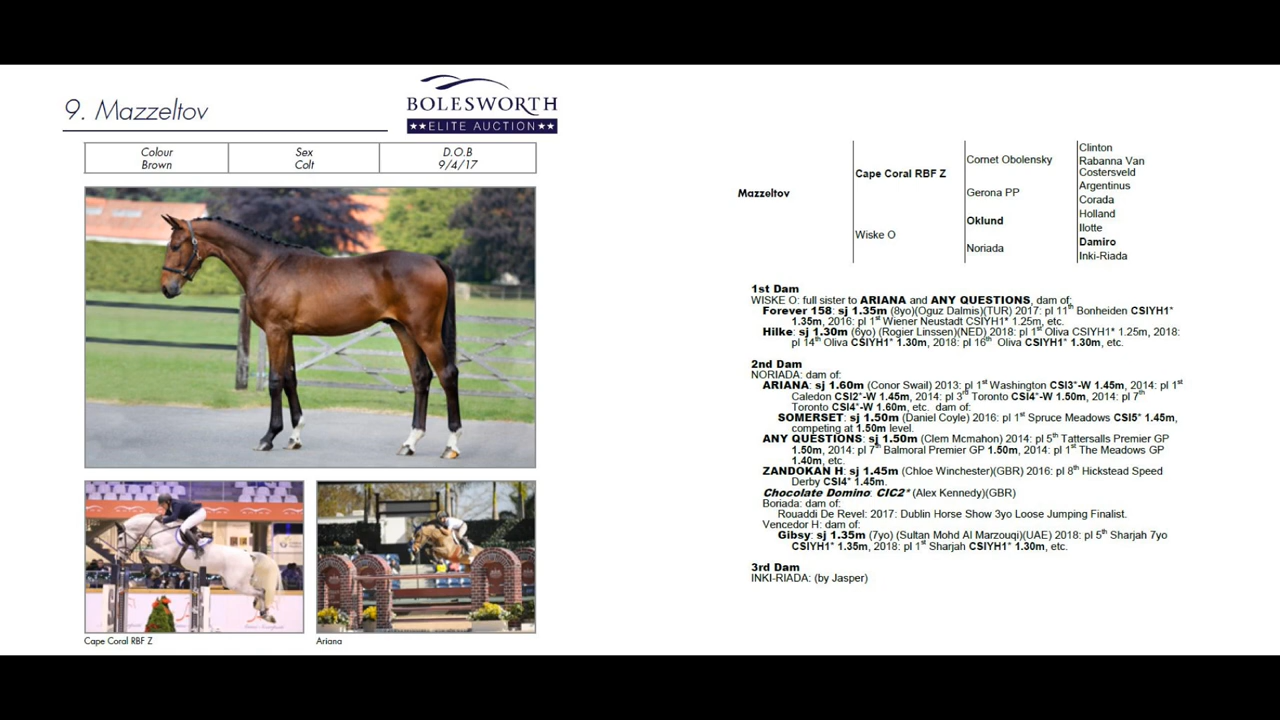 9. Mazzeltov
BOLESWORTH
★★ELITE AUCTION★★
Colour
Brown
Sex
Colt
D.O.B
9/4/17
Cape Coral RBF Z
Ariana
Mazzeltov
Cape Coral RBF Z
Wiske O
Cornet Obolensky
Gerona PP
Oklund
Noriada
Clinton
Rabanna Van
Costersveld
Argentinus
Corada
Holland
Ilotte
Damiro
Inki-Riada
1st Dam
WISKE O: full sister to ARIANA and ANY QUESTIONS, dam of:
Forever 158: sj 1.35m (8yo)(Oguz Dalmis)(TUR) 2017: pl 11th Bonheiden CSIYH1*
1.35m, 2016: pl 1st Wiener Neustadt CSIYH1* 1.25m, etc.
Hilke: sj 1.30m (6yo) (Rogier Linssen)(NED) 2018: pl 1st Oliva CSIYH1* 1.25m, 2018:
pl 14th Oliva CSIYH1* 1.30m, 2018: pl 16th Oliva CSIYH1* 1.30m, etc.
2nd Dam
NORIADA: dam of:
ARIANA: sj 1.60m (Conor Swail) 2013: pl 1st Washington CSI3*-W 1.45m, 2014: pl 1st
Caledon CSI2*-W 1.45m, 2014: pl 3rd Toronto CSI4*-W 1.50m, 2014: pl 7th
Toronto CSI4*-W 1.60m, etc. dam of:
SOMERSET: sj 1.50m (Daniel Coyle) 2016: pl 1st Spruce Meadows CSI5* 1.45m,
competing at 1.50m level.
ANY QUESTIONS: sj 1.50m (Clem Mcmahon) 2014: pl 5th Tattersalls Premier GP
1.50m, 2014: pl 7th Balmoral Premier GP 1.50m, 2014: pl 1st The Meadows GP
1.40m, etc.
ZANDOKAN H: sj 1.45m (Chloe Winchester)(GBR) 2016: pl 8th Hickstead Speed
Derby CSI4* 1.45m.
Chocolate Domino: CIC2* (Alex Kennedy)(GBR)
Boriada: dam of:
Rouaddi De Revel: 2017: Dublin Horse Show 3yo Loose Jumping Finalist.
Vencedor H: dam of:
Gibsy: sj 1.35m (7yo) (Sultan Mohd Al Marzouqi)(UAE) 2018: pl 5th Sharjah 7yo
CSIYH1* 1.35m, 2018: pl 1st Sharjah CSIYH1* 1.30m, etc.
3rd Dam
INKI-RIADA: (by Jasper)